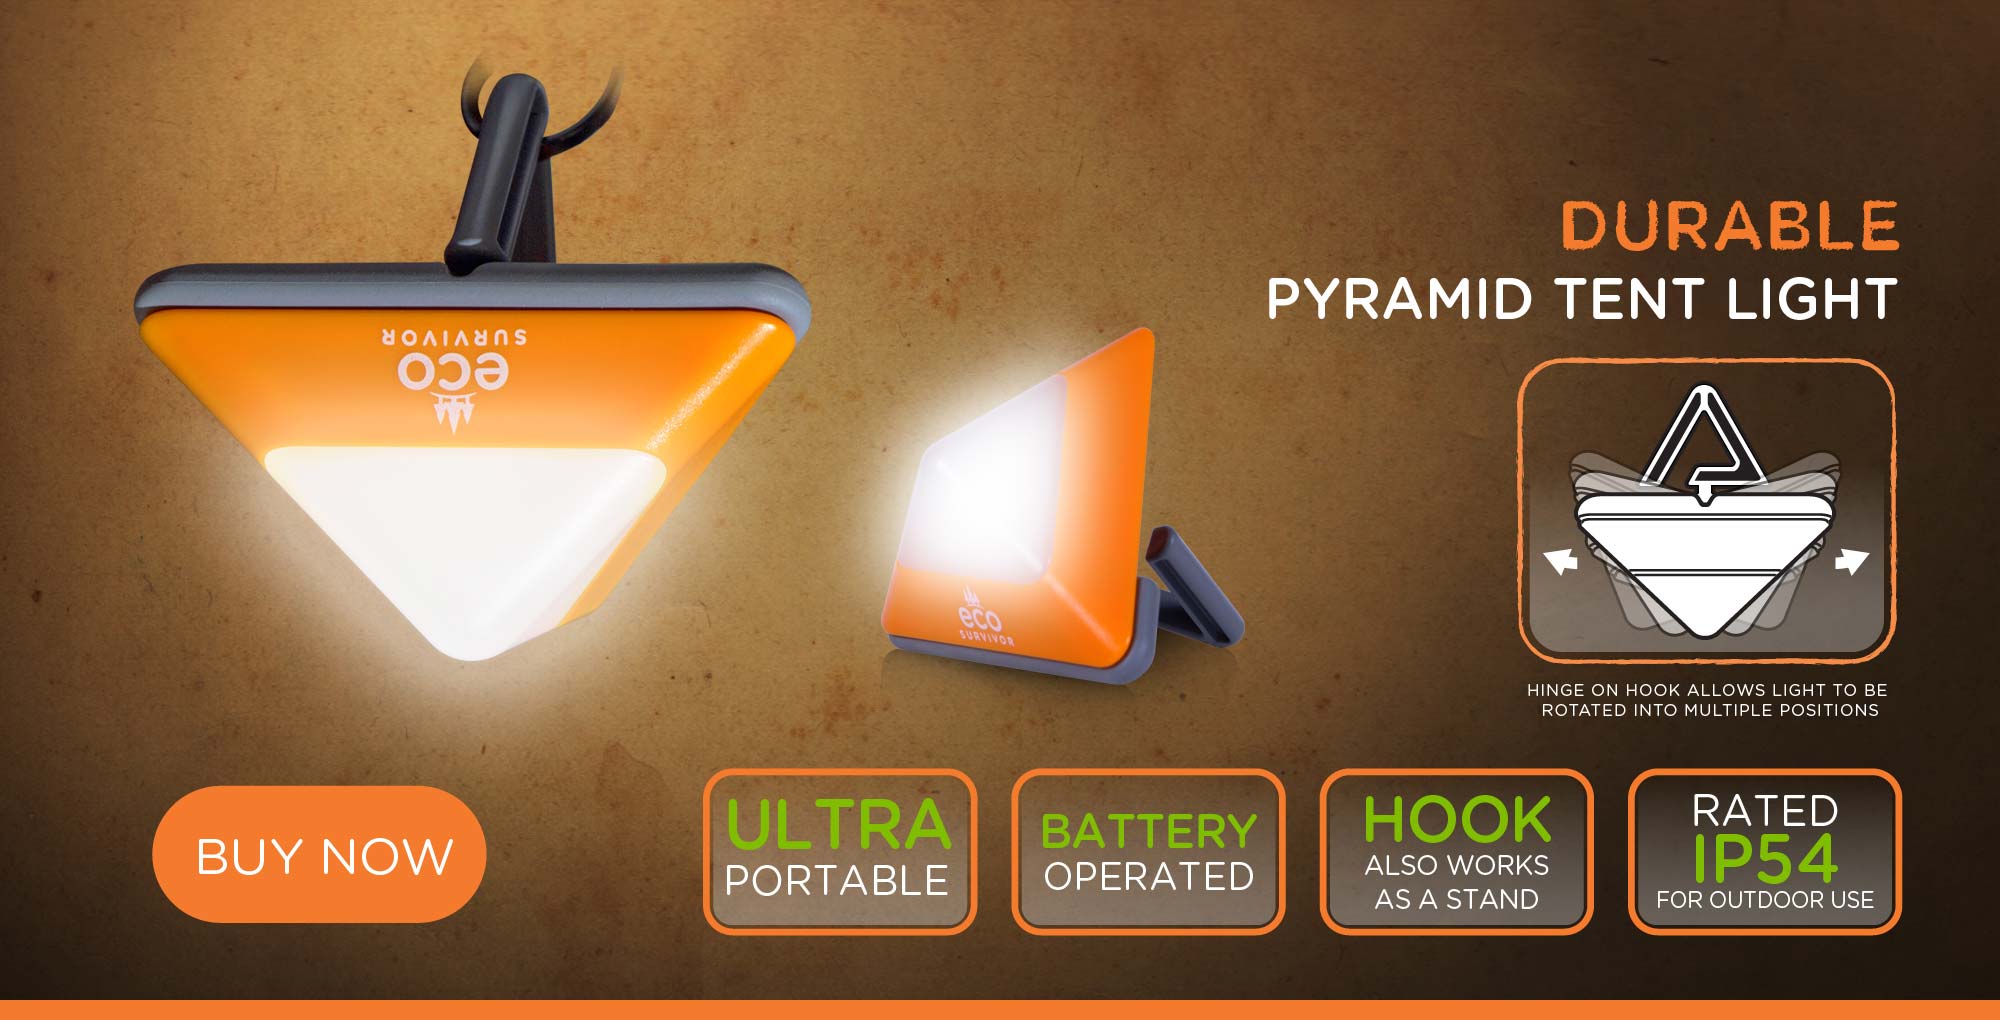 SURVIVOR
eco
DURABLE
PYRAMID TENT LIGHT
eco
SURVIVOR
HINGE ON HOOK ALLOWS LIGHT TO BE
ROTATED INTO MULTIPLE POSITIONS
BUY NOW
ULTRA
PORTABLE
BATTERY
OPERATED
HOOK
ALSO WORKS
AS A STAND
RATED
IP54
FOR OUTDOOR USE